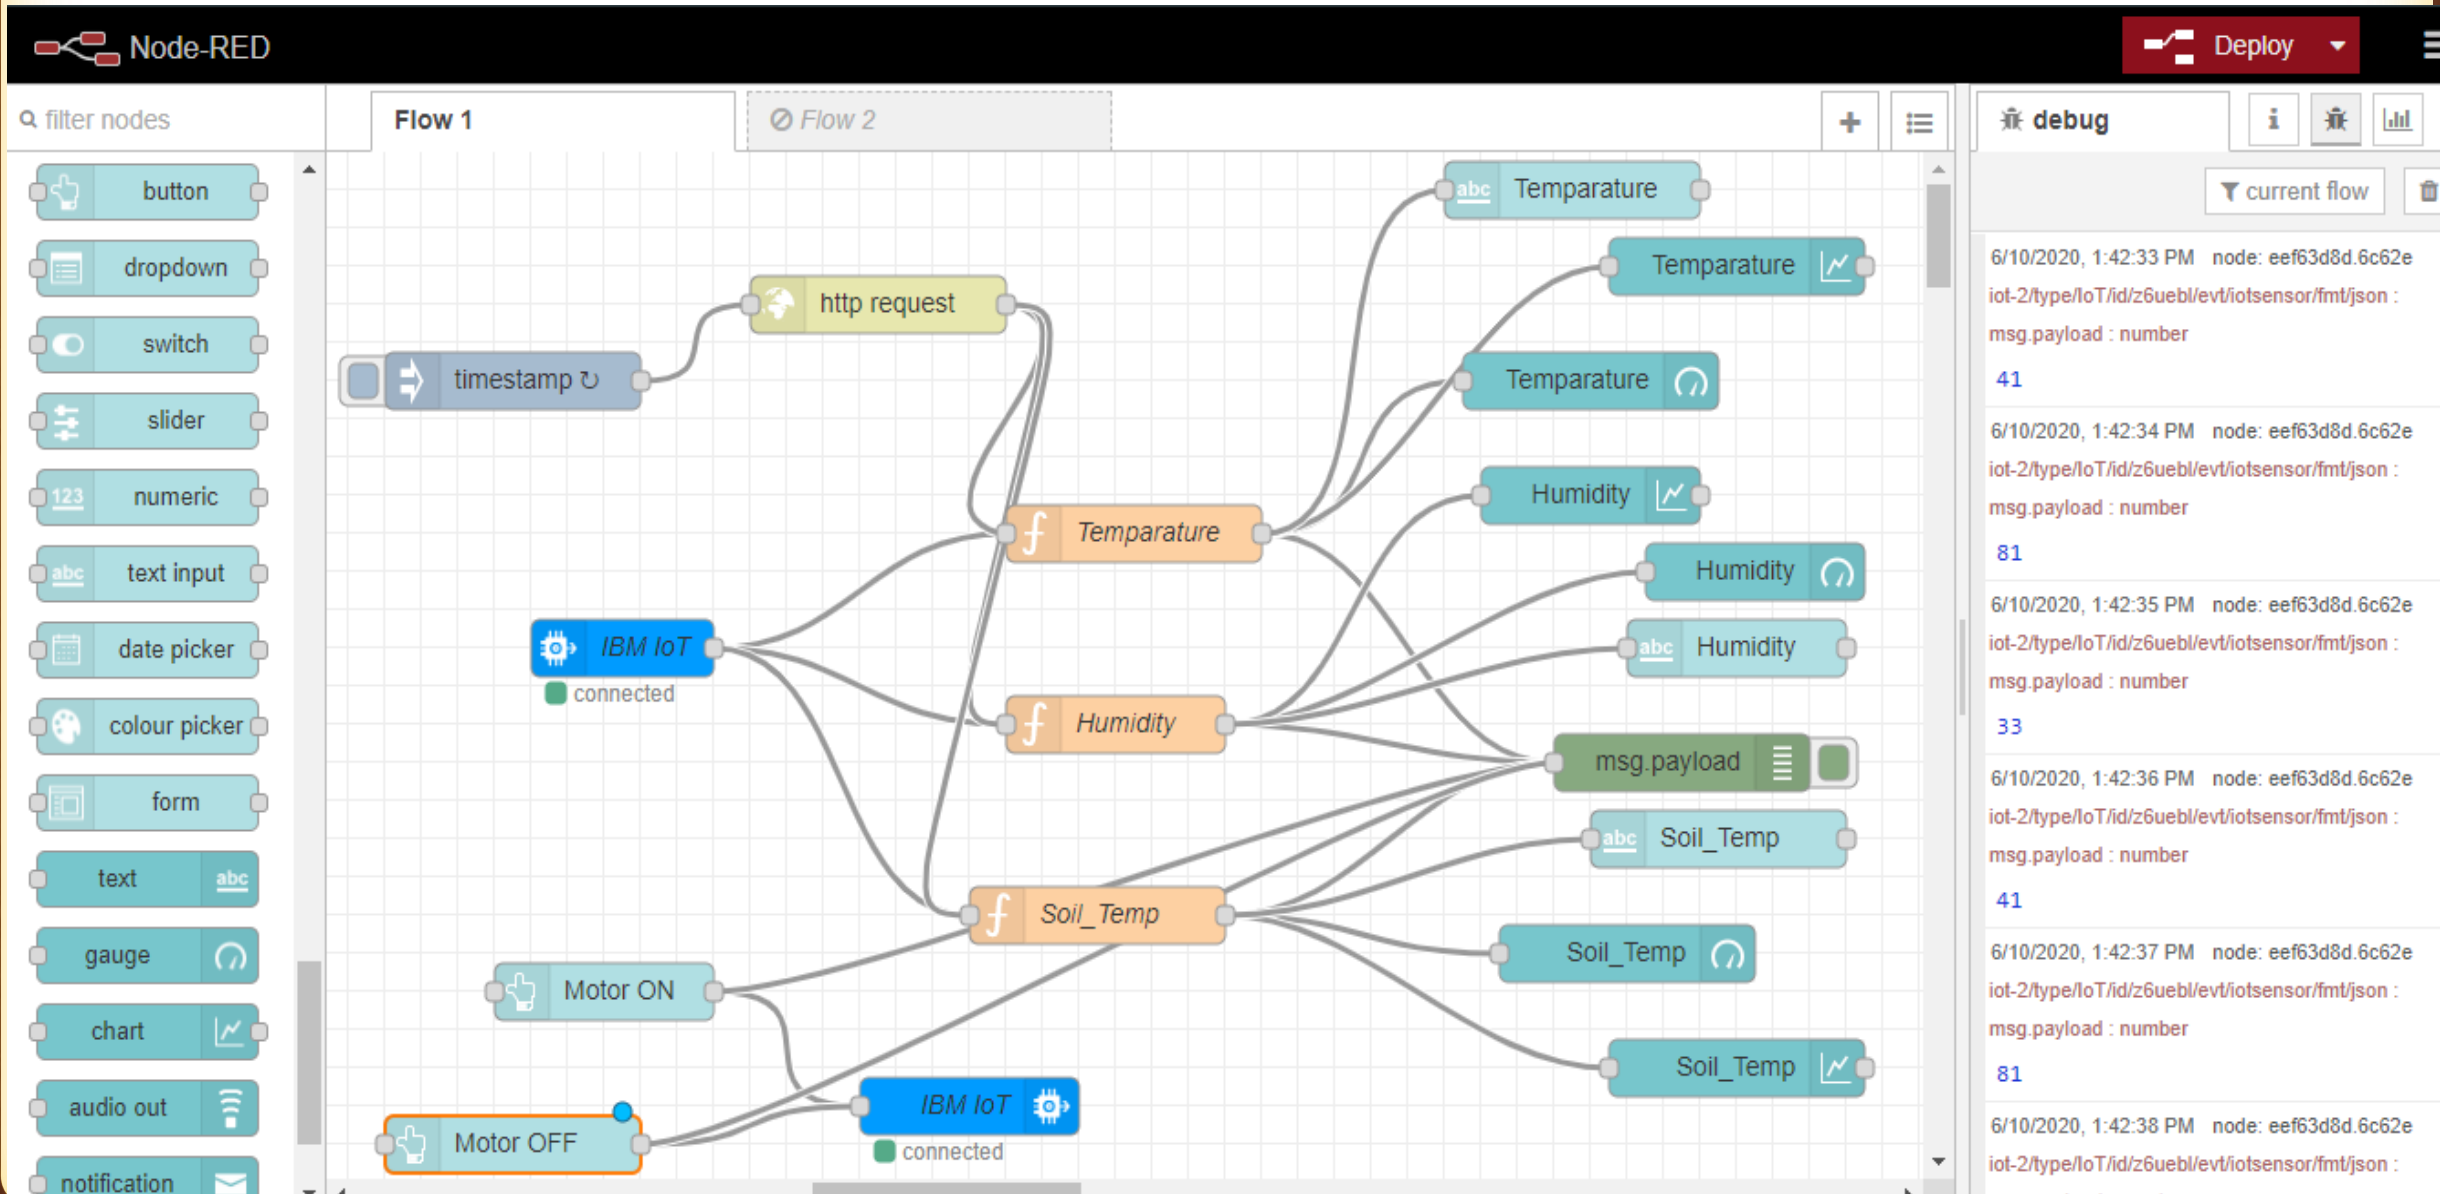 Node-RED
Deploy
filter nodes
Flow 1
Flow 2
debug
current flow
button
dropdown
switch
slider
123 numeric
abc text input
date picker
colour picker
form
text abc
gauge
chart
audio out
notification
timestamp ↻
http request
IBM IoT
connected
Motor ON
Motor OFF
IBM IoT
connected
Temparature
Humidity
Soil_Temp
abc Temparature
Temparature
Temparature
Humidity
Humidity
abc Humidity
msg.payload
abc Soil_Temp
Soil_Temp
Soil_Temp
6/10/2020, 1:42:33 PM node: eef63d8d.6c62e
iot-2/type/IoT/id/z6uebl/evt/iotsensor/fmt/json :
msg.payload : number
41
6/10/2020, 1:42:34 PM node: eef63d8d.6c62e
iot-2/type/IoT/id/z6uebl/evt/iotsensor/fmt/json :
msg.payload : number
81
6/10/2020, 1:42:35 PM node: eef63d8d.6c62e
iot-2/type/IoT/id/z6uebl/evt/iotsensor/fmt/json :
msg.payload : number
33
6/10/2020, 1:42:36 PM node: eef63d8d.6c62e
iot-2/type/IoT/id/z6uebl/evt/iotsensor/fmt/json :
msg.payload : number
41
6/10/2020, 1:42:37 PM node: eef63d8d.6c62e
iot-2/type/IoT/id/z6uebl/evt/iotsensor/fmt/json :
msg.payload : number
81
6/10/2020, 1:42:38 PM node: eef63d8d.6c62e
iot-2/type/IoT/id/z6uebl/evt/iotsensor/fmt/json :